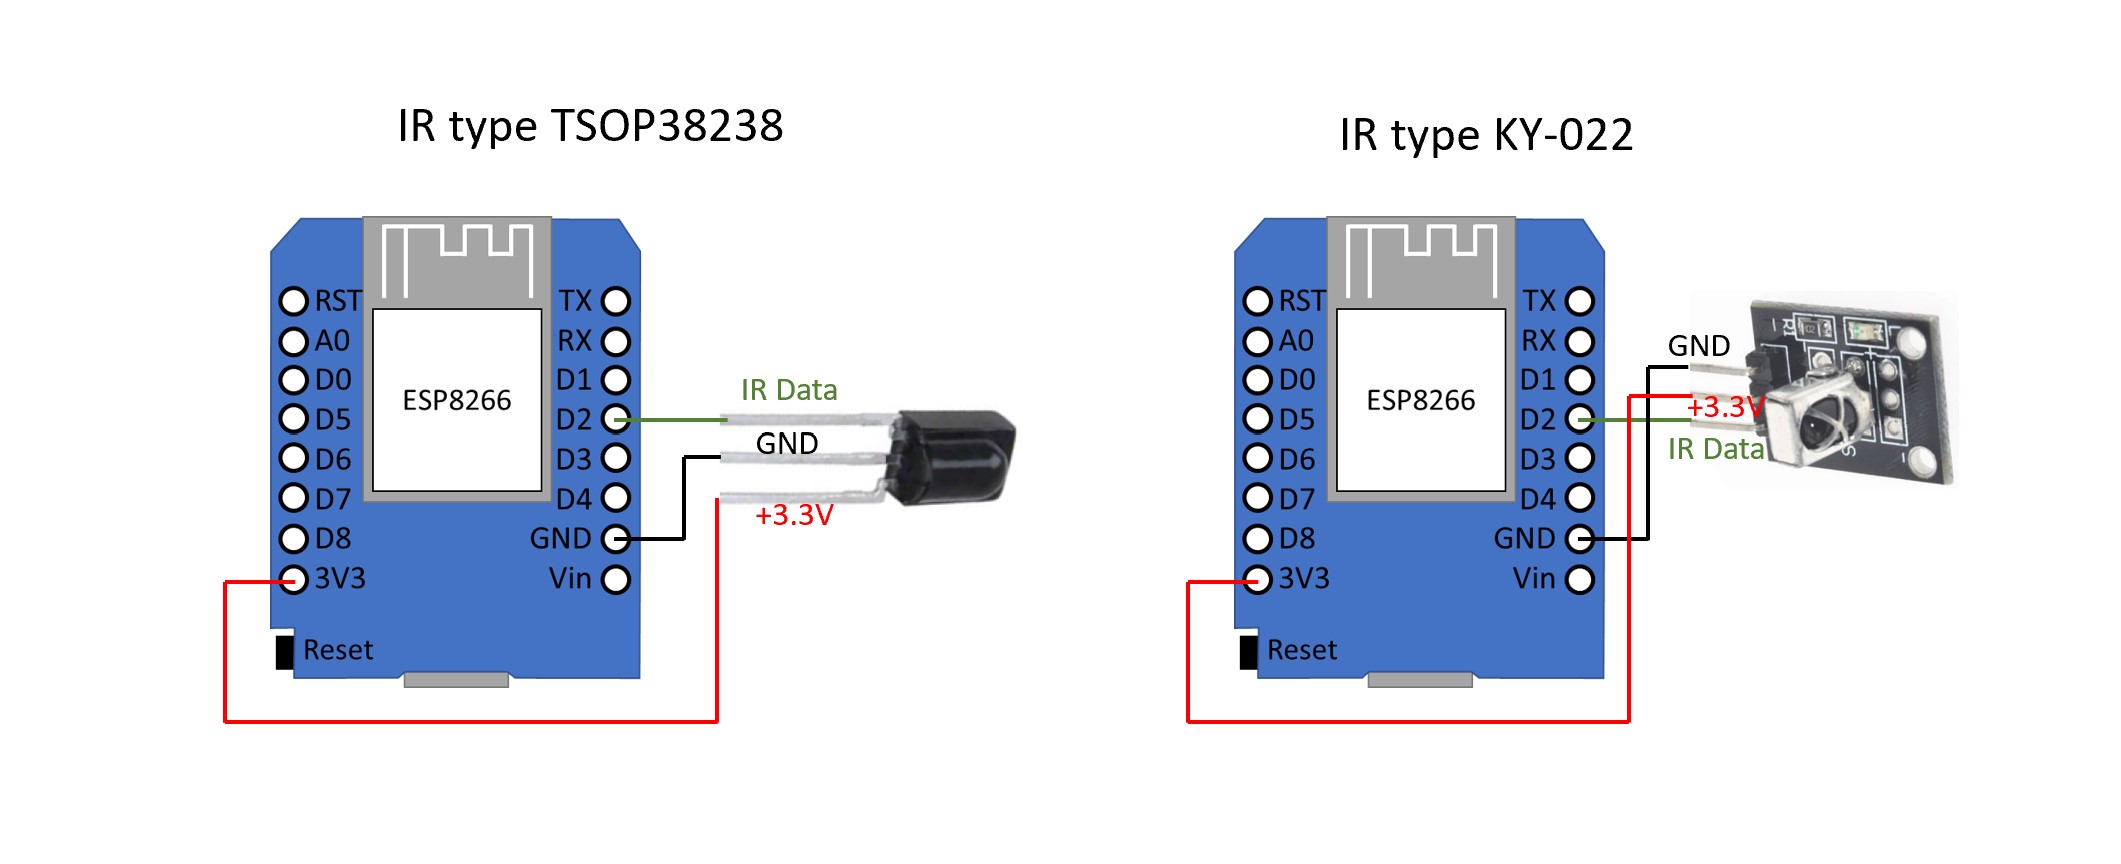 IR type TSOP38238
RST
A0
D0
D5
D6
D7
D8
3V3
Reset
ESP8266
TX
RX
D1
D2
D3
D4
GND
Vin
IR Data
GND
+3.3V
IR type KY-022
RST
A0
D0
D5
D6
D7
D8
3V3
Reset
ESP8266
TX
RX
D1
D2
D3
D4
GND
Vin
GND
+3.3V
IR Data
R1
S